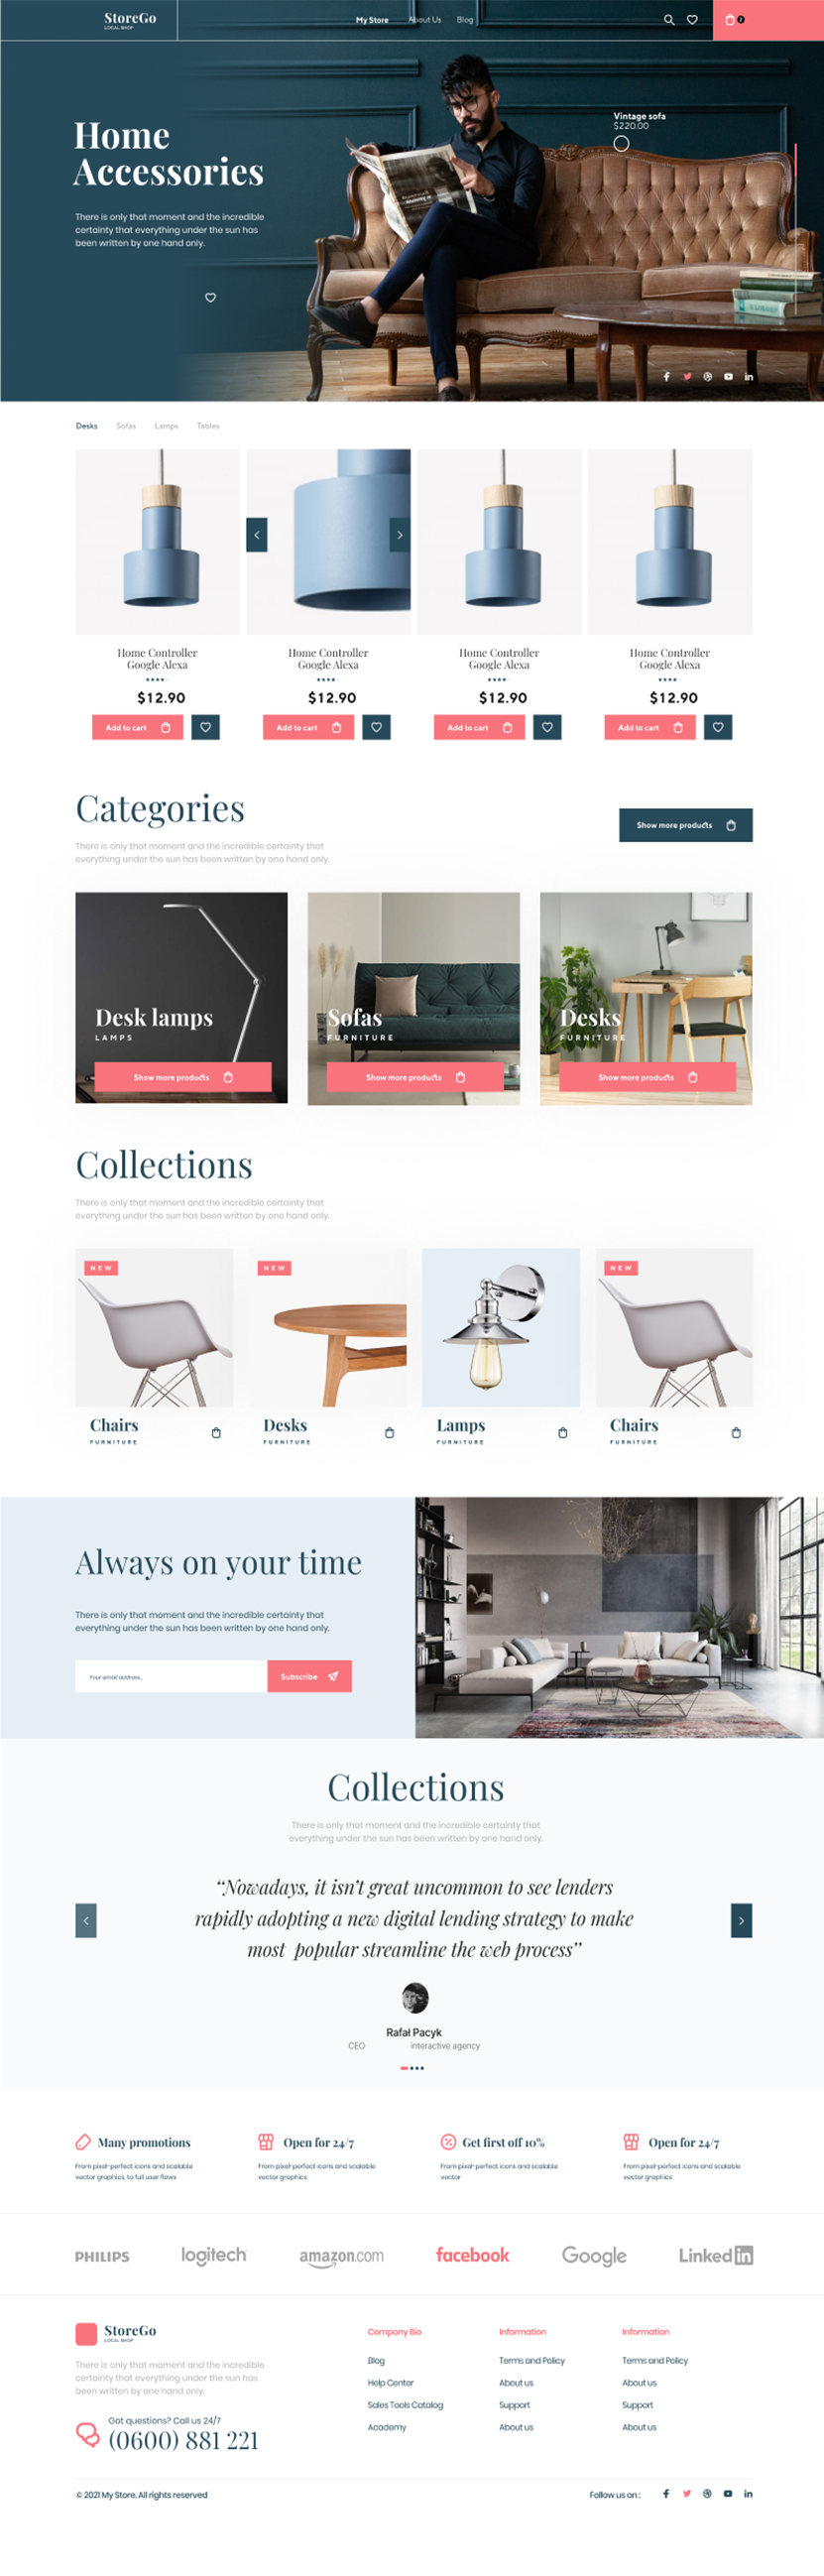 StoreGo
LOCAL SHOP
My Store About Us Blog
2
Home
Accessories
There is only that moment and the incredible
certainty that everything under the sun has
been written by one hand only.
Vintage sofa
$220.00
Desks Sofas Lamps Tables
Home Controller
Google Alexa
$12.90
Add to cart
Home Controller
Google Alexa
$12.90
Add to cart
Home Controller
Google Alexa
$12.90
Add to cart
Home Controller
Google Alexa
$12.90
Add to cart
Categories
There is only that moment and the incredible certainty that
everything under the sun has been written by one hand only.
Show more products
Desk lamps
LAMPS
Show more products
Sofas
FURNITURE
Show more products
Desks
FURNITURE
Show more products
Collections
There is only that moment and the incredible certainty that
everything under the sun has been written by one hand only.
NEW
Chairs
FURNITURE
NEW
Desks
FURNITURE
Lamps
FURNITURE
NEW
Chairs
FURNITURE
Always on your time
There is only that moment and the incredible certainty that
everything under the sun has been written by one hand only.
Your email address...
Subscribe
Collections
There is only that moment and the incredible certainty that
everything under the sun has been written by one hand only.
“Nowadays, it isn’t great uncommon to see lenders
rapidly adopting a new digital lending strategy to make
most popular streamline the web process”
Rafał Pacyk
CEO interactive agency
Many promotions
From pixel-perfect icons and scalable
vector graphics, to full user flows
Open for 24/7
From pixel-perfect icons and scalable
vector graphics
Get first off 10%
From pixel-perfect icons and scalable
vector
Open for 24/7
From pixel-perfect icons and scalable
vector graphics
PHILIPS logitech amazon.com facebook Google LinkedIn
StoreGo
LOCAL SHOP
There is only that moment and the incredible
certainty that everything under the sun has
been written by one hand only.
Got questions? Call us 24/7
(0600) 881 221
Company Bio
Blog
Help Center
Sales Tools Catalog
Academy
Information
Terms and Policy
About us
Support
About us
Information
Terms and Policy
About us
Support
About us
© 2021 My Store. All rights reserved
Follow us on :